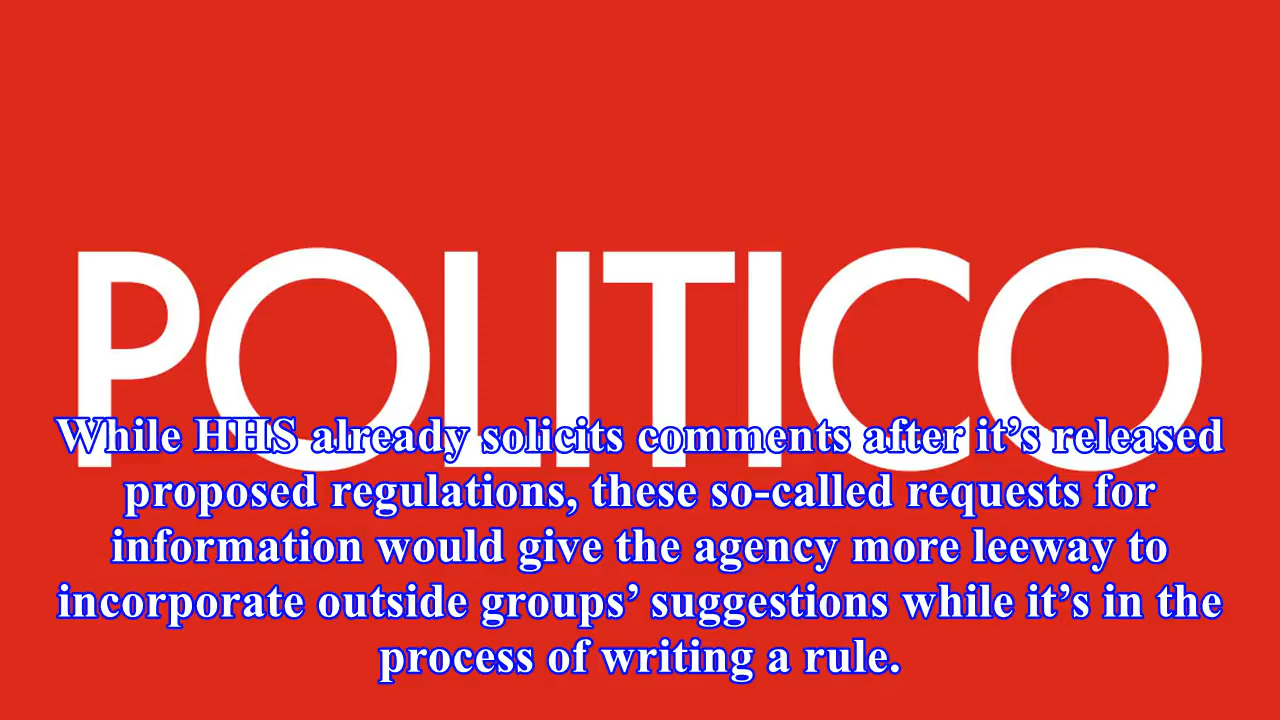 POLITICO
While HHS already solicits comments after it’s released
proposed regulations, these so-called requests for
information would give the agency more leeway to
incorporate outside groups’ suggestions while it’s in the
process of writing a rule.